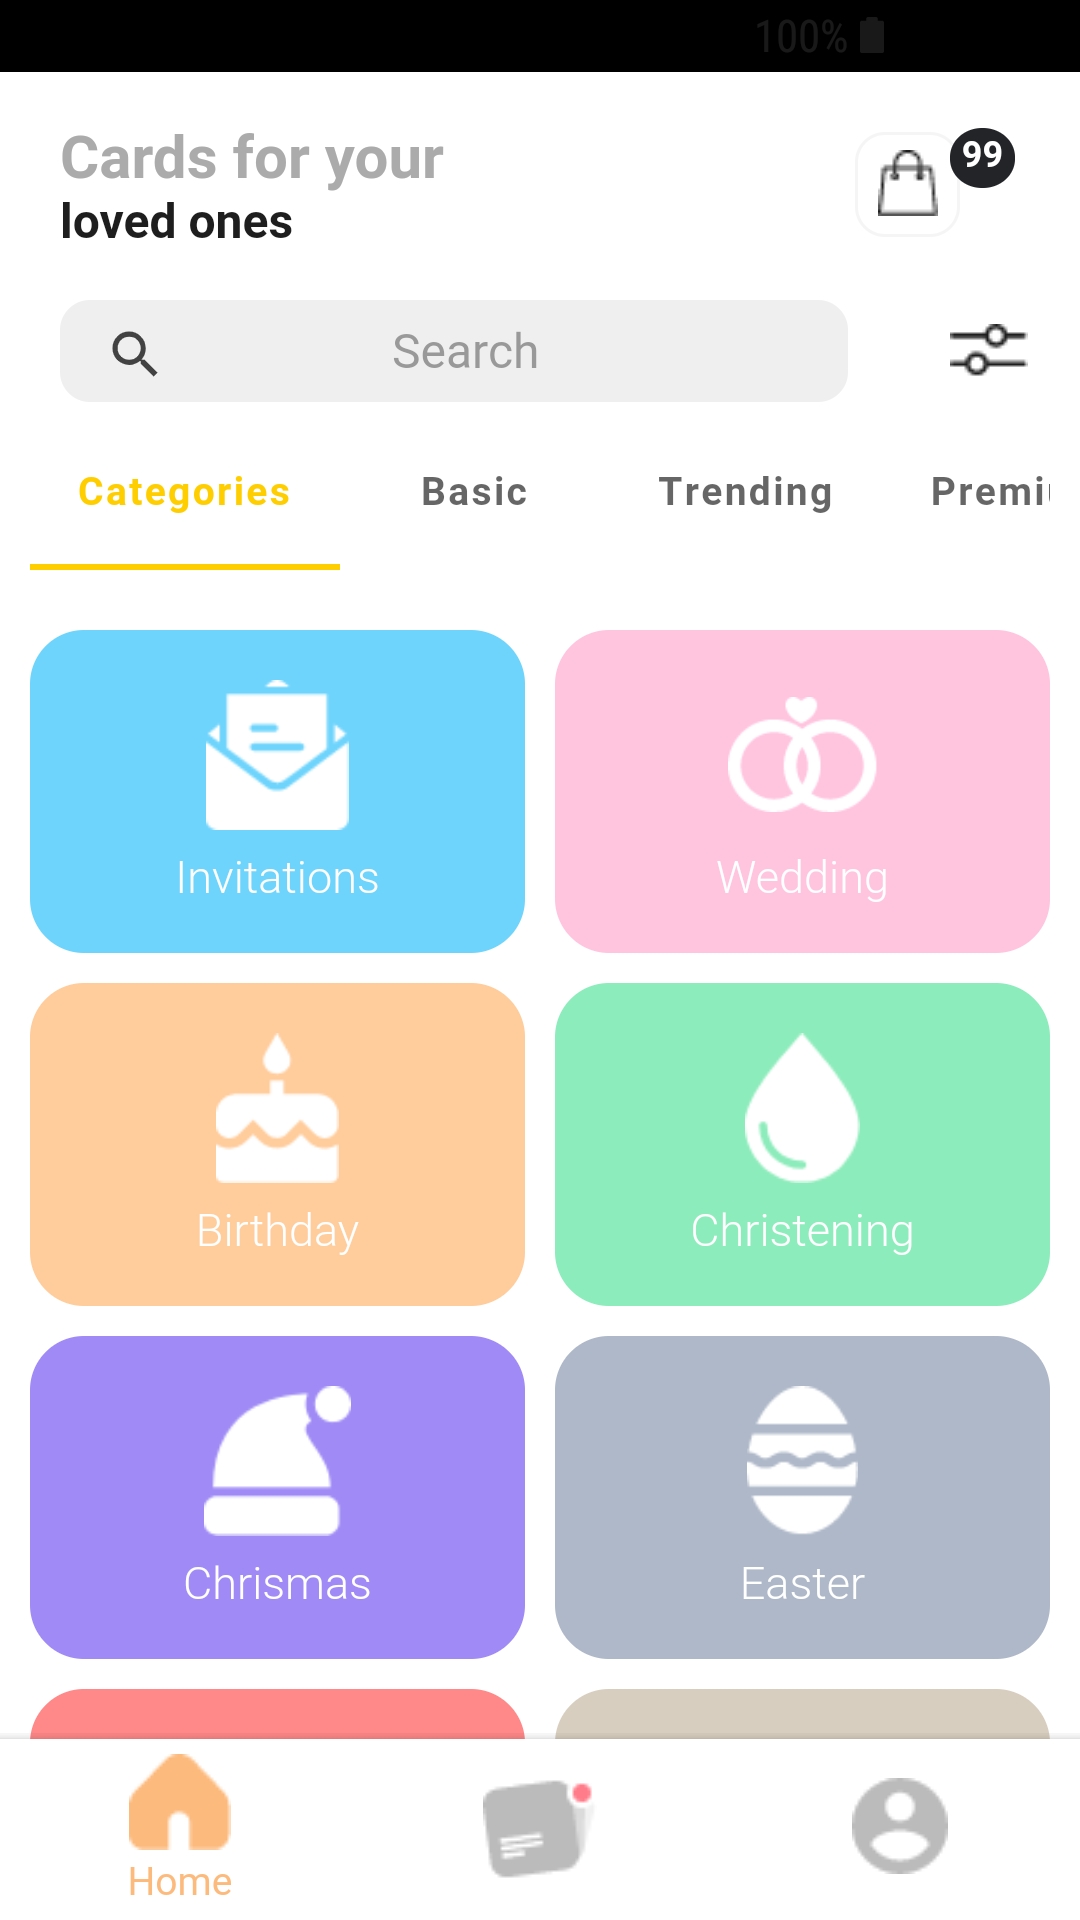 100%
Cards for your
loved ones
99
Search
Categories Basic Trending Premi
Invitations Wedding
Birthday Christening
Chrismas Easter
Home